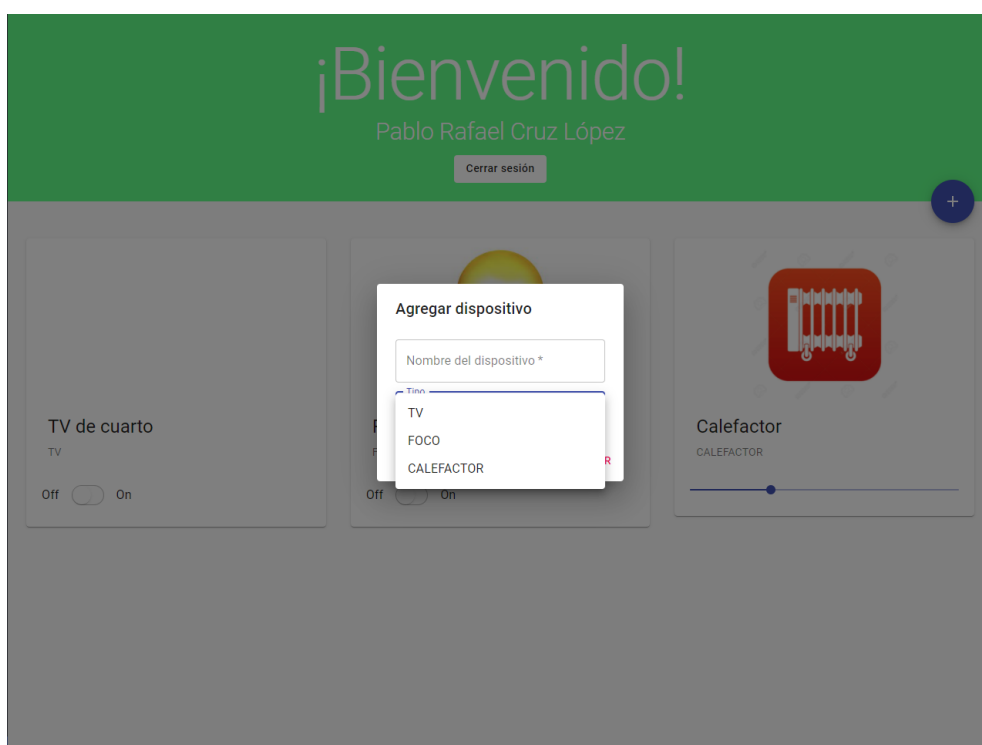 ¡Bienvenido!
Pablo Rafael Cruz López
Cerrar sesión
+
Agregar dispositivo
Nombre del dispositivo *
Tipo
TV
FOCO
CALEFACTOR
TV de cuarto
TV
Off On
Off On
Calefactor
CALEFACTOR